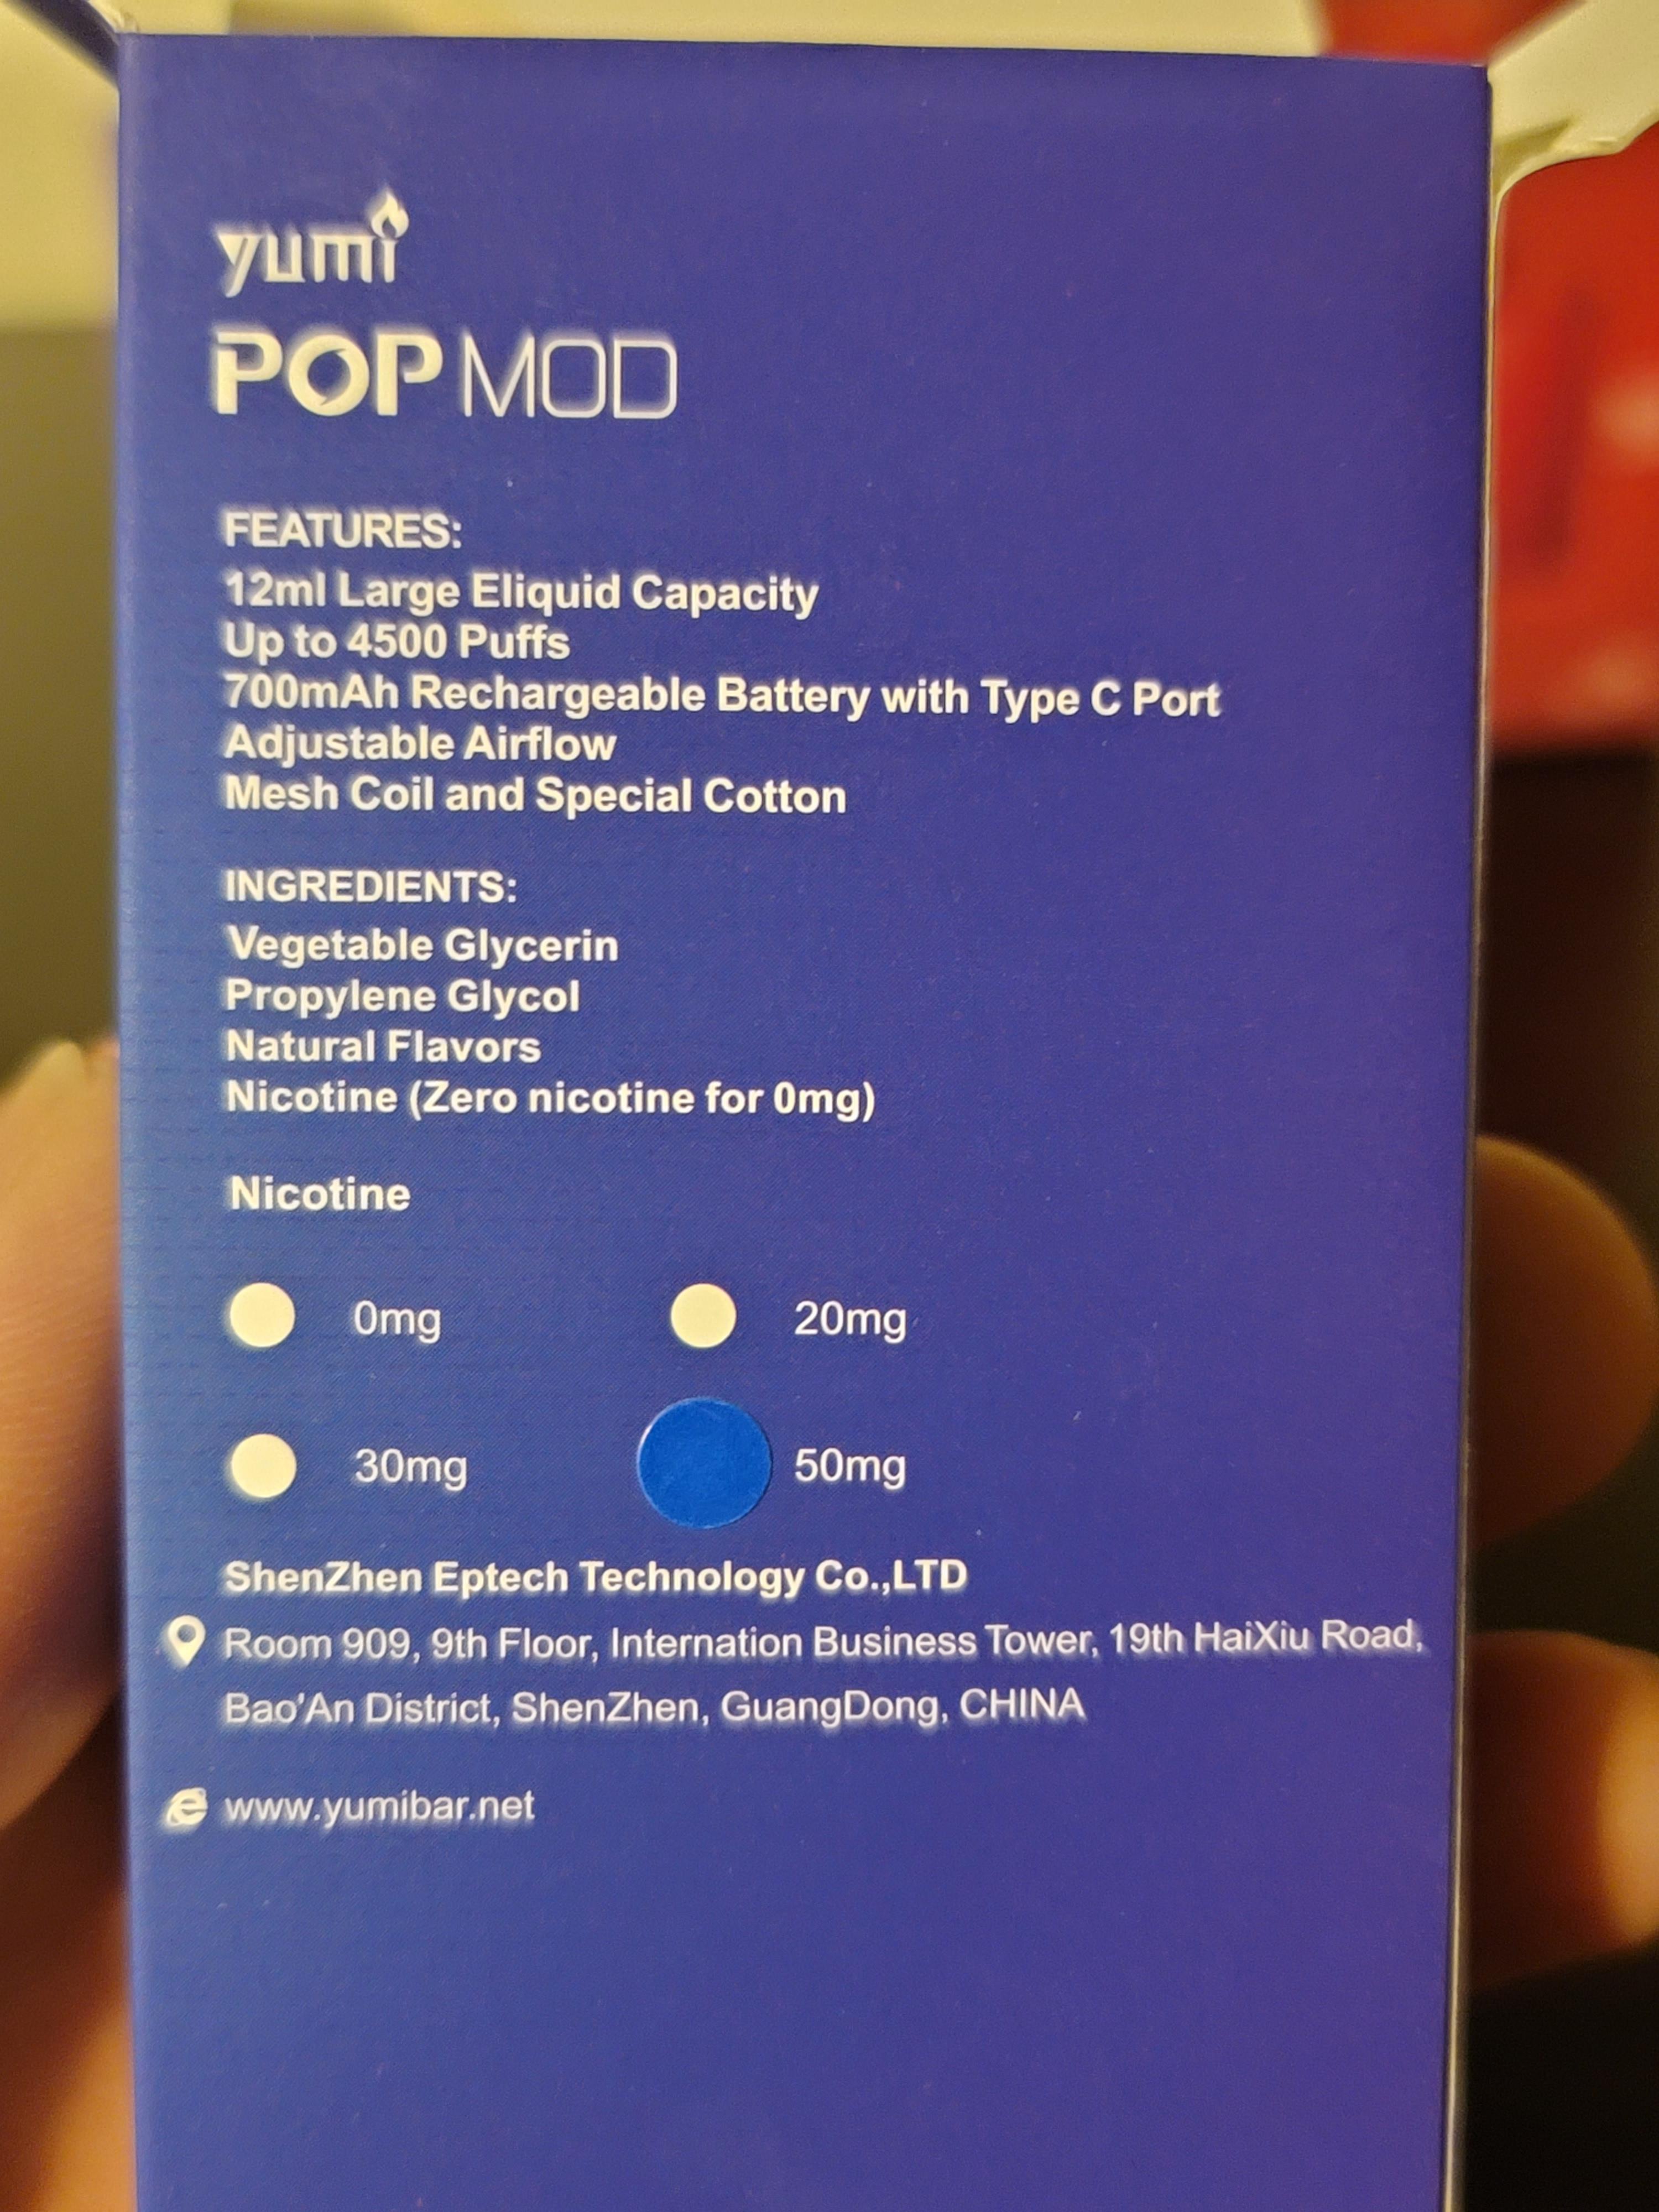 yumi
POP MOD
FEATURES:
12ml Large Eliquid Capacity
Up to 4500 Puffs
700mAh Rechargeable Battery with Type C Port
Adjustable Airflow
Mesh Coil and Special Cotton
INGREDIENTS:
Vegetable Glycerin
Propylene Glycol
Natural Flavors
Nicotine (Zero nicotine for 0mg)
Nicotine
0mg 20mg
30mg 50mg
ShenZhen Eptech Technology Co.,LTD
Room 909, 9th Floor, Internation Business Tower, 19th HaiXiu Road,
Bao'An District, ShenZhen, GuangDong, CHINA
www.yumibar.net